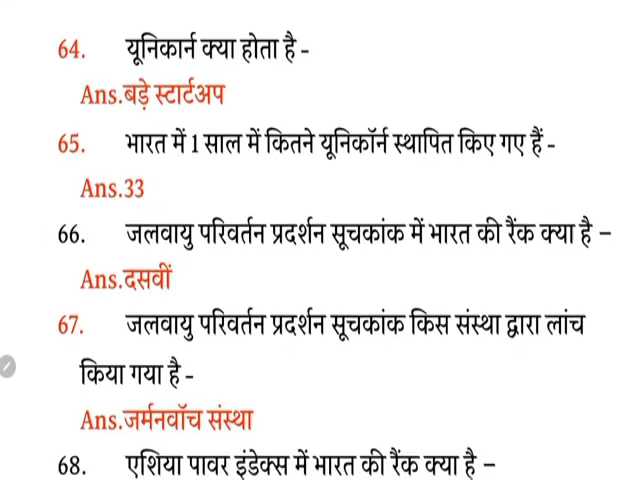 64. यूनिकार्न क्या होता है -
Ans.बड़े स्टार्टअप
65. भारत में 1 साल में कितने यूनिकॉर्न स्थापित किए गए हैं -
Ans.33
66. जलवायु परिवर्तन प्रदर्शन सूचकांक में भारत की रैंक क्या है –
Ans.दसवीं
67. जलवायु परिवर्तन प्रदर्शन सूचकांक किस संस्था द्वारा लांच
किया गया है -
Ans.जर्मनवॉच संस्था
68. एशिया पावर इंडेक्स में भारत की रैंक क्या है –